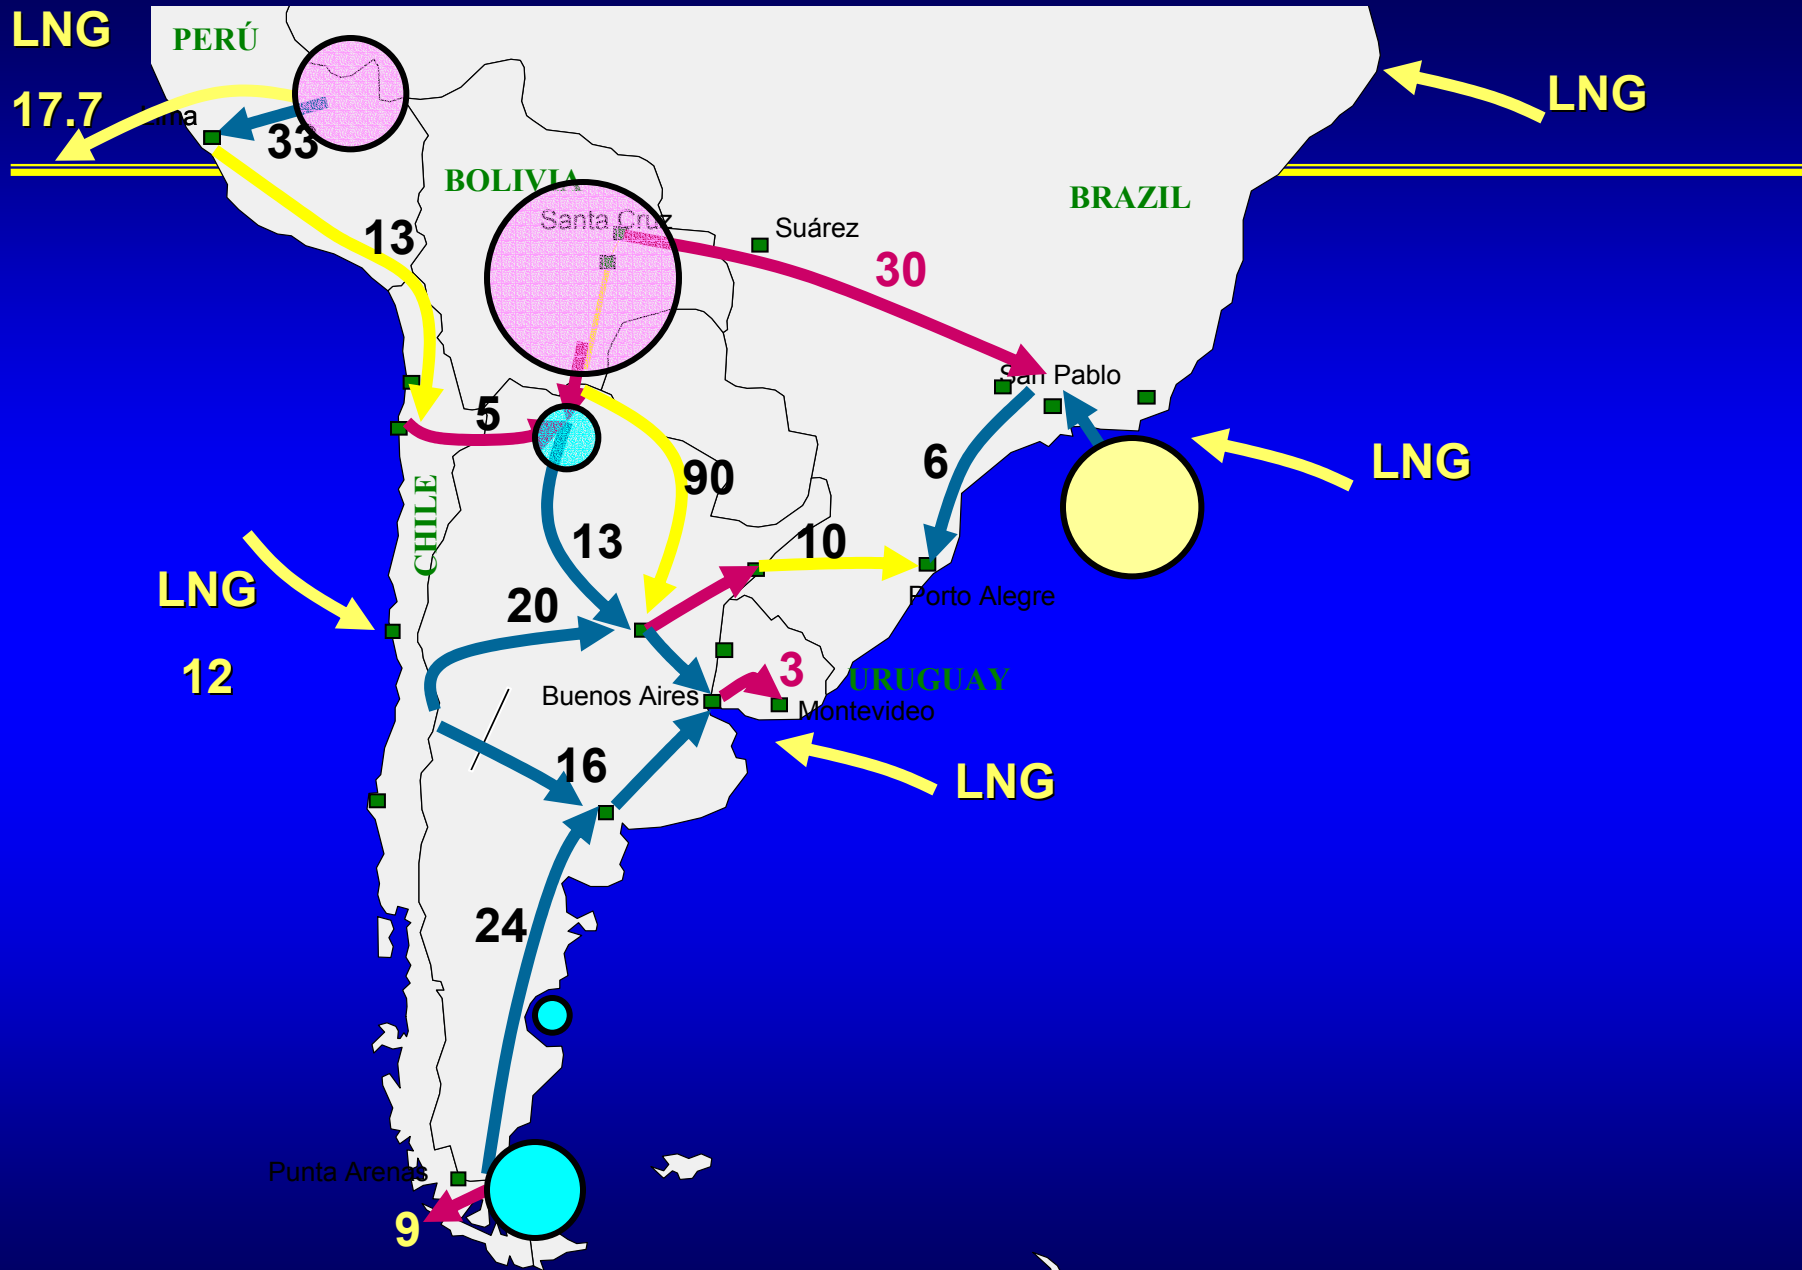 LNG
PERÚ
17.7
LNG
33
BOLIVIA
BRAZIL
Santa Cruz
Suárez
13
30
San Pablo
5
6
LNG
90
CHILE
13
10
LNG
20
Porto Alegre
12
3
URUGUAY
Buenos Aires
Montevideo
16
LNG
24
Punta Arenas
9